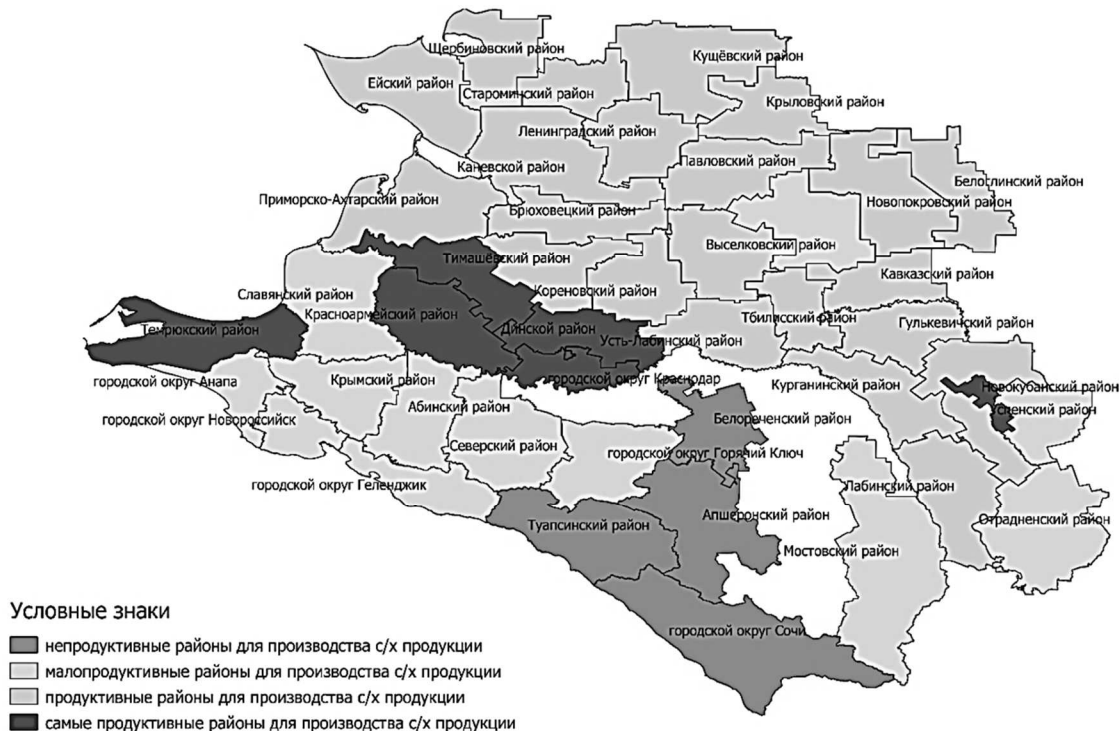 Щербиновский район
Кущёвский район
Ейский район
Староминский район
Крыловский район
Ленинградский район
Каневской район
Павловский район
Белоглинский район
Приморско-Ахтарский район
Брюховецкий район
Новопокровский район
Выселковский район
Тимашёвский район
Кавказский район
Славянский район
Кореновский район
Красноармейский район
Тбилисский район
Гулькевичский район
Темрюкский район
Динской район
Усть-Лабинский район
городской округ Анапа
Крымский район
городской округ Краснодар
Курганинский район
Новокубанский район
Успенский район
городской округ Новороссийск
Абинский район
Белореченский район
Северский район
городской округ Горячий Ключ
городской округ Геленджик
Лабинский район
Туапсинский район
Апшеронский район
Отрадненский район
Мостовский район
городской округ Сочи
Условные знаки
непродуктивные районы для производства с/х продукции
малопродуктивные районы для производства с/х продукции
продуктивные районы для производства с/х продукции
самые продуктивные районы для производства с/х продукции